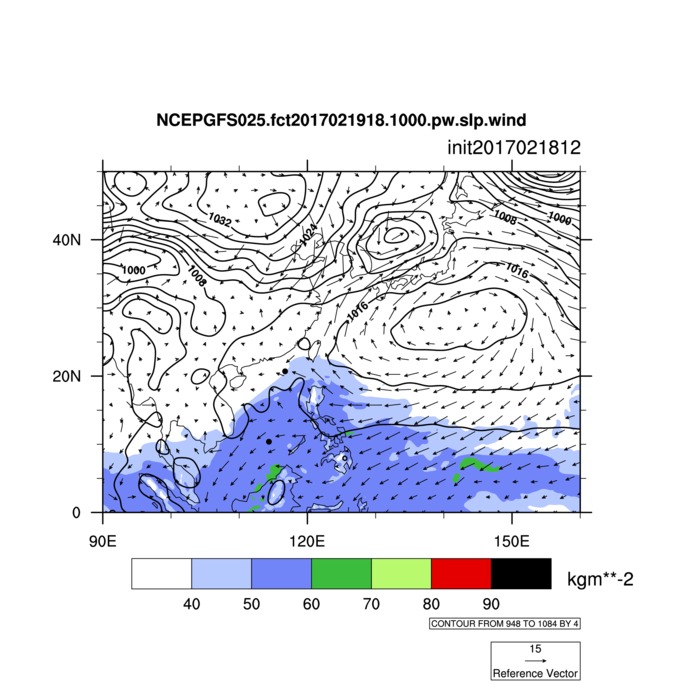 NCEPGFS025.fct2017021918.1000.pw.slp.wind
init2017021812
1032
1024
1008
1000
1000
1008
1016
1016
40N
20N
0
90E 120E 150E
40 50 60 70 80 90
kgm**-2
CONTOUR FROM 948 TO 1084 BY 4
15
Reference Vector